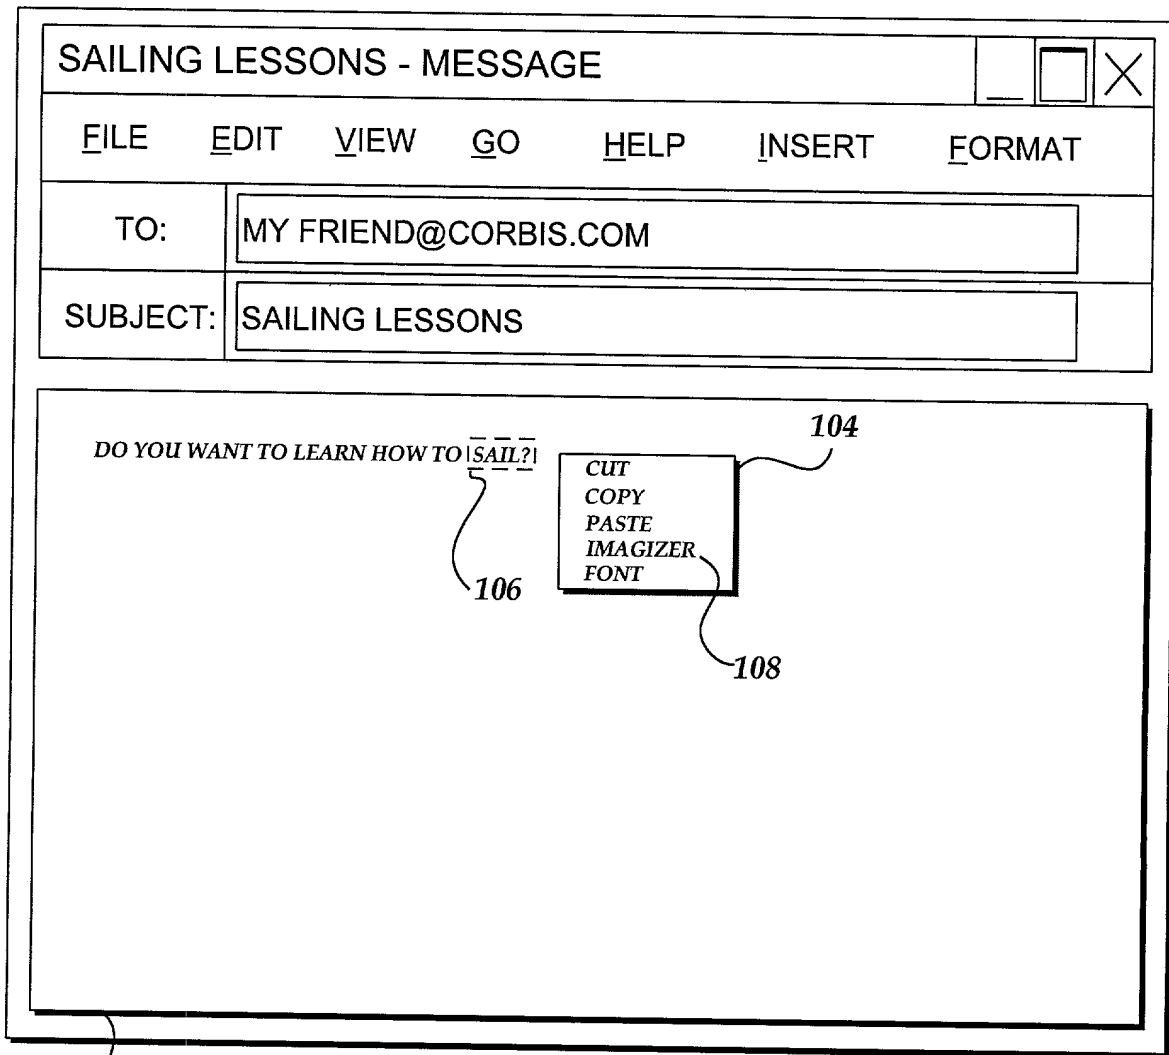 SAILING LESSONS - MESSAGE
FILE EDIT VIEW GO HELP INSERT FORMAT
TO: MY FRIEND@CORBIS.COM
SUBJECT: SAILING LESSONS
DO YOU WANT TO LEARN HOW TO SAIL?
104
CUT
COPY
PASTE
IMAGIZER
FONT
106
108